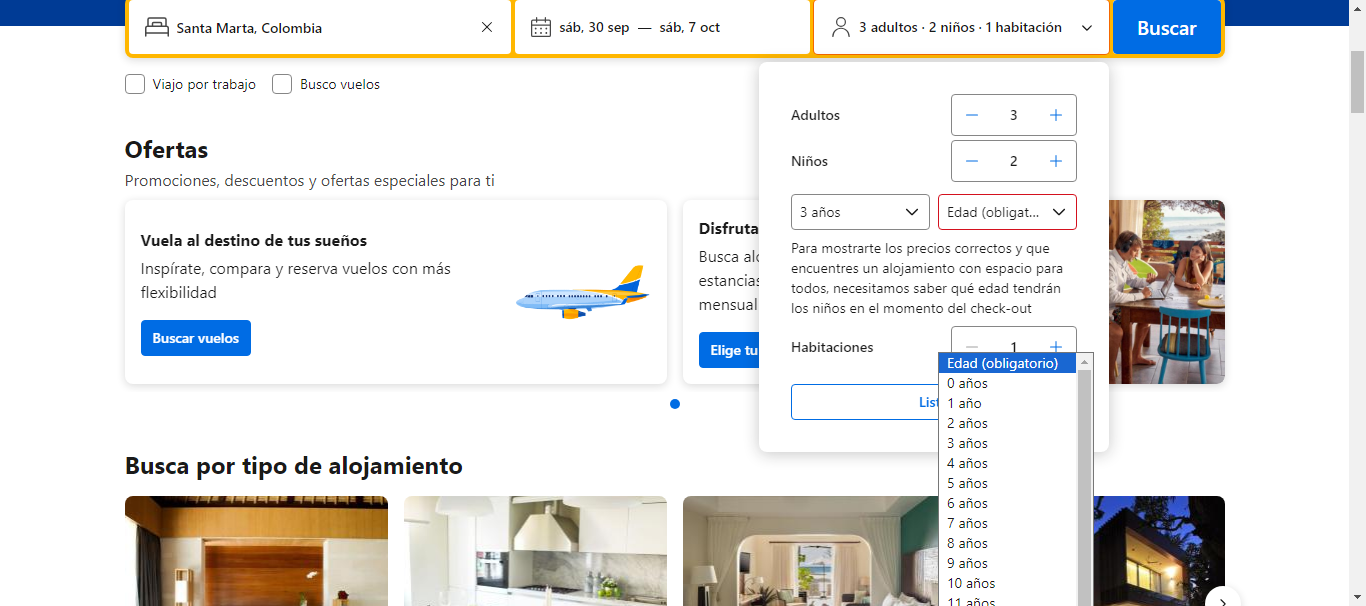 Santa Marta, Colombia
sáb, 30 sep — sáb, 7 oct
3 adultos · 2 niños · 1 habitación
Buscar
Viajo por trabajo
Busco vuelos
Ofertas
Promociones, descuentos y ofertas especiales para ti
Vuela al destino de tus sueños
Inspírate, compara y reserva vuelos con más
flexibilidad
Buscar vuelos
Disfruta
Busca
estancias
mensual
Elige tu
Adultos
3
Niños
2
3 años
Edad (obligat...
Para mostrarte los precios correctos y que
encuentres un alojamiento con espacio para
todos, necesitamos saber qué edad tendrán
los niños en el momento del check-out
Habitaciones
1
Edad (obligatorio)
0 años
1 año
2 años
3 años
4 años
5 años
6 años
7 años
8 años
9 años
10 años
11 años
Busca por tipo de alojamiento